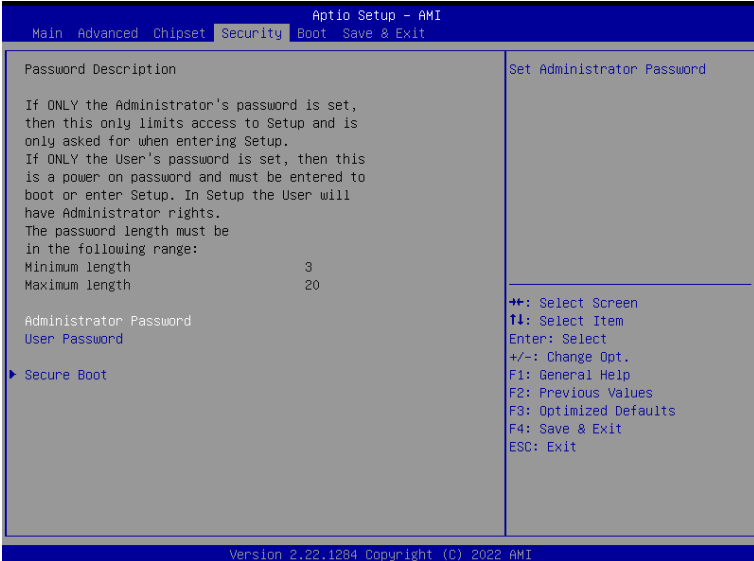 Aptio Setup - AMI
Main Advanced Chipset Security Boot Save & Exit
Password Description
If ONLY the Administrator's password is set,
then this only limits access to Setup and is
only asked for when entering Setup.
If ONLY the User's password is set, then this
is a power on password and must be entered to
boot or enter Setup. In Setup the User will
have Administrator rights.
The password length must be
in the following range:
Minimum length 3
Maximum length 20
Administrator Password
User Password
Secure Boot
Set Administrator Password
→←: Select Screen
↑↓: Select Item
Enter: Select
+/-: Change Opt.
F1: General Help
F2: Previous Values
F3: Optimized Defaults
F4: Save & Exit
ESC: Exit
Version 2.22.1284 Copyright (C) 2022 AMI